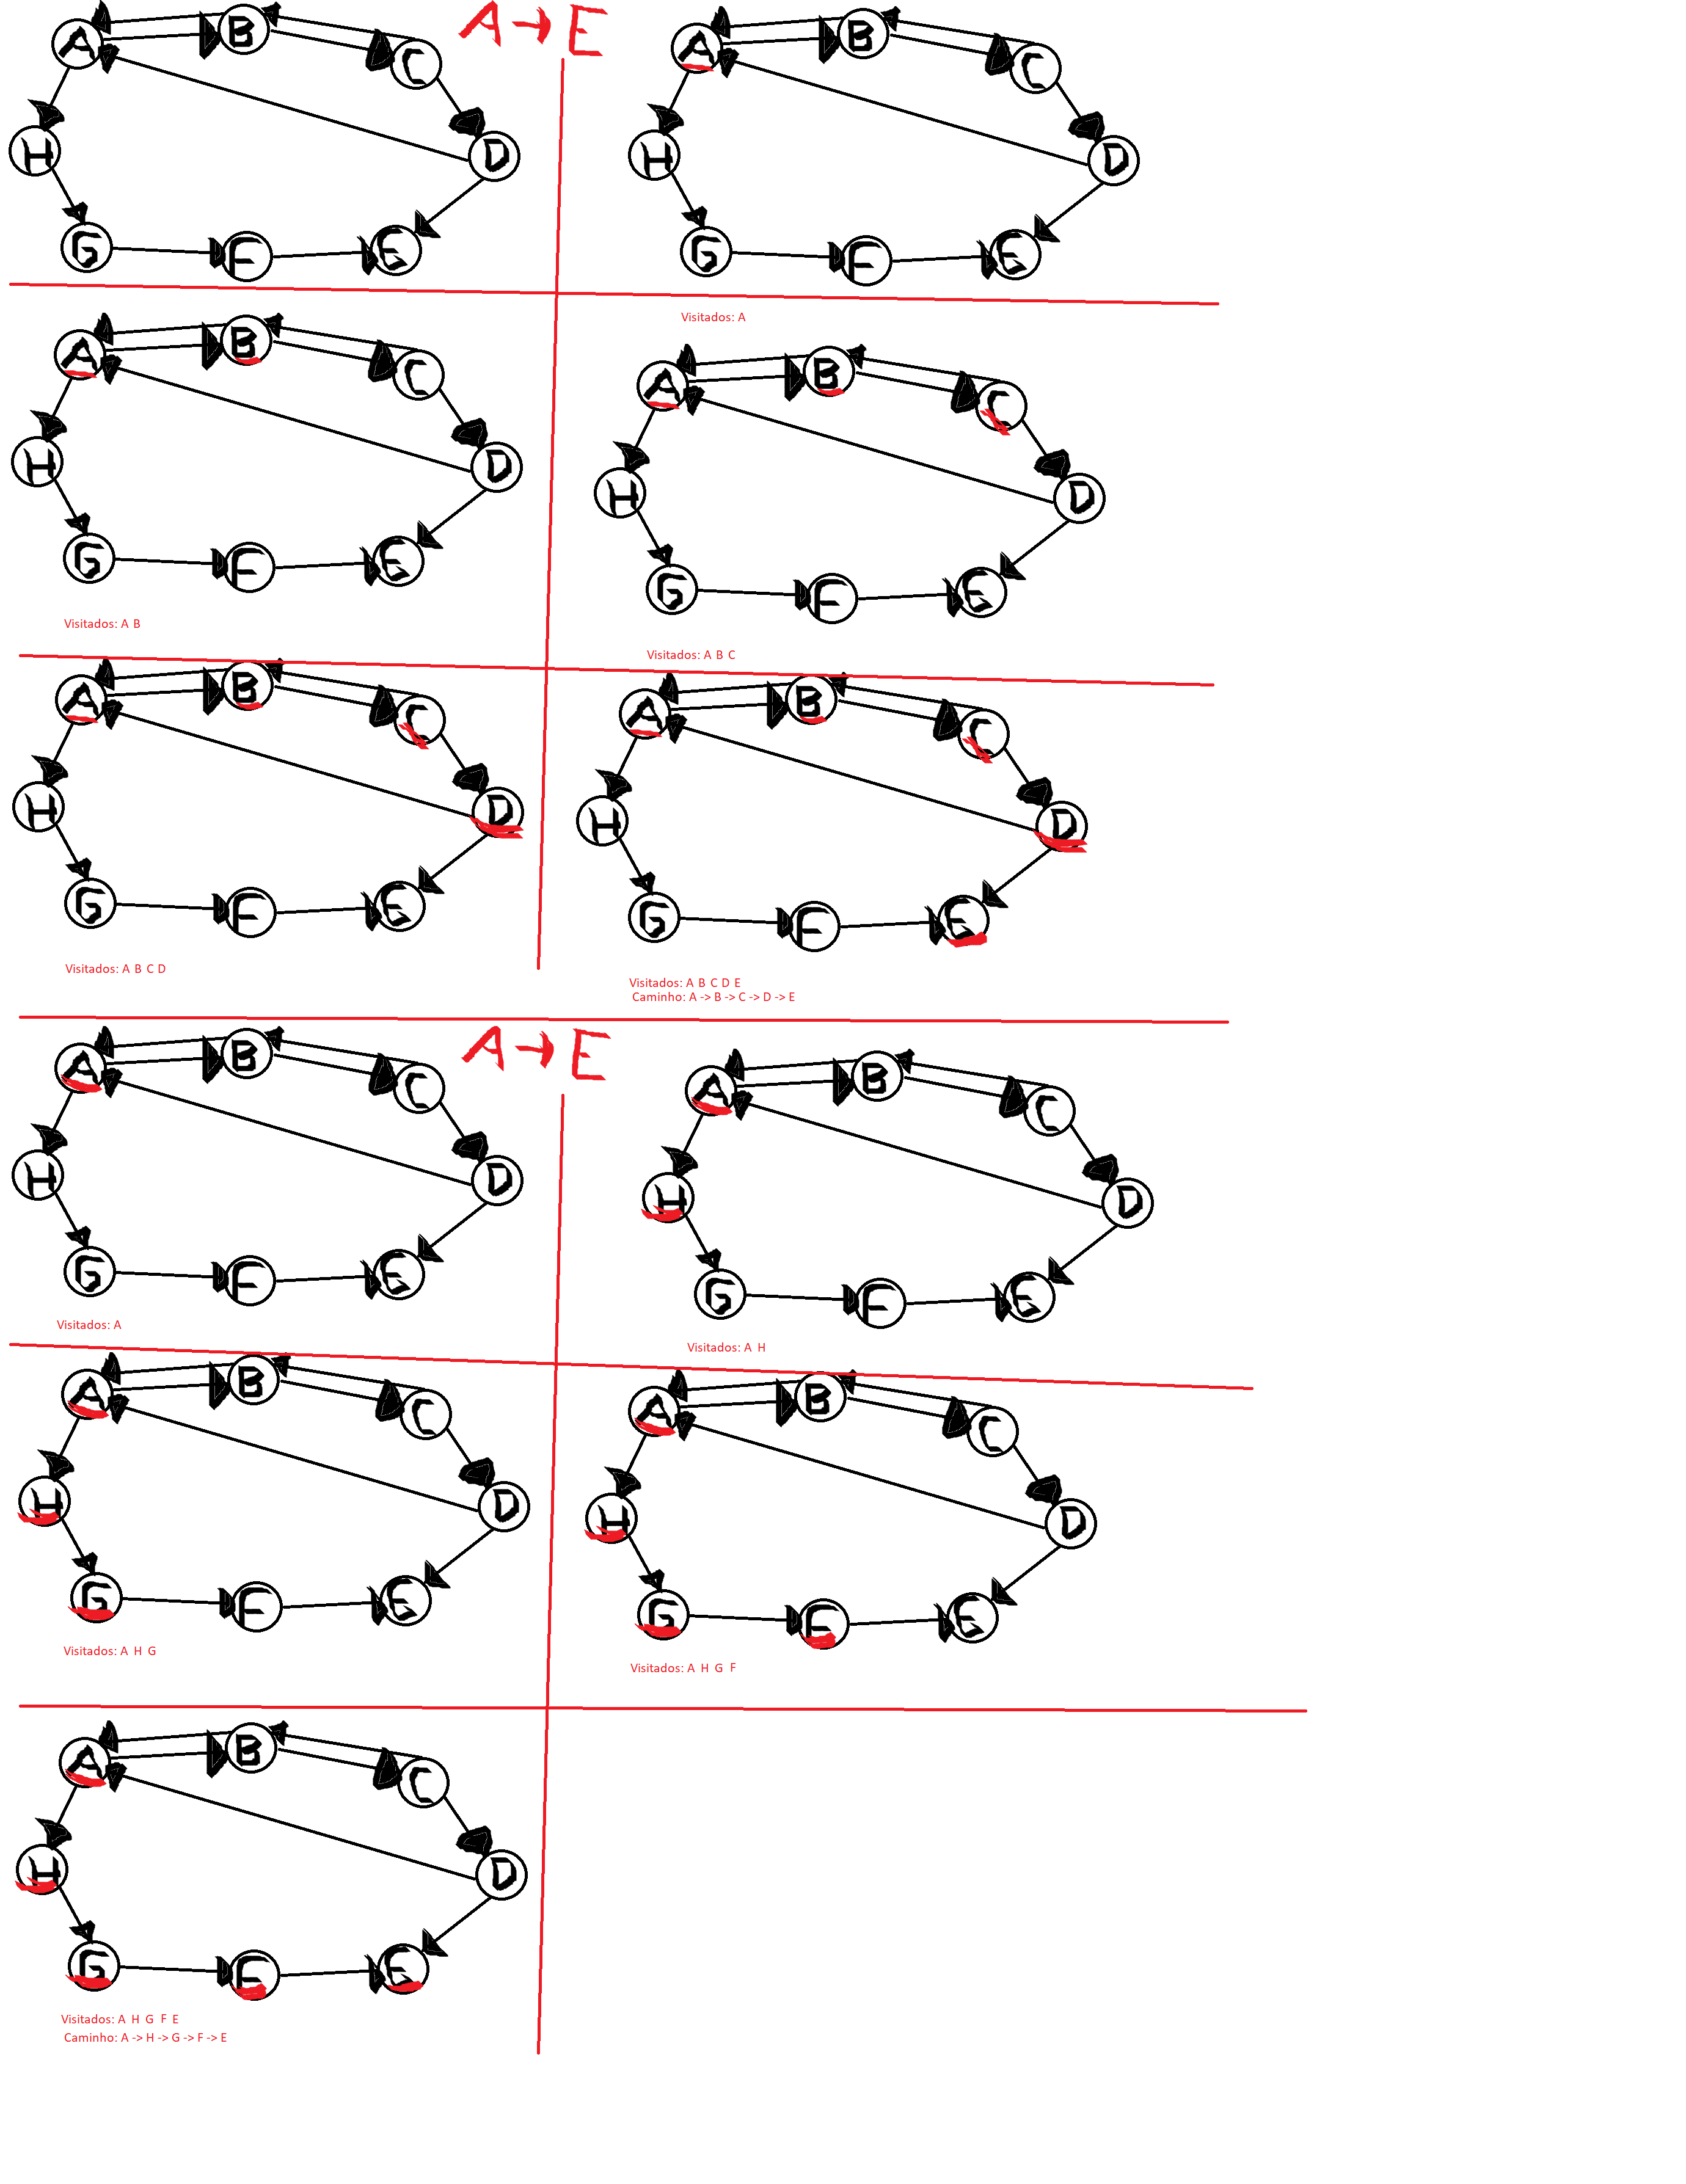 A → E
A B C D E F G H
A B C D E F G H
Visitados: A
A B C D E F G H
Visitados: A B
A B C D E F G H
Visitados: A B C
A B C D E F G H
Visitados: A B C D
A B C D E F G H
Visitados: A B C D E
Caminho: A -> B -> C -> D -> E
A → E
A B C D E F G H
Visitados: A
A B C D E F G H
Visitados: A H
A B C D E F G H
Visitados: A H G
A B C D E F G H
Visitados: A H G F
A B C D E F G H
Visitados: A H G F E
Caminho: A -> H -> G -> F -> E